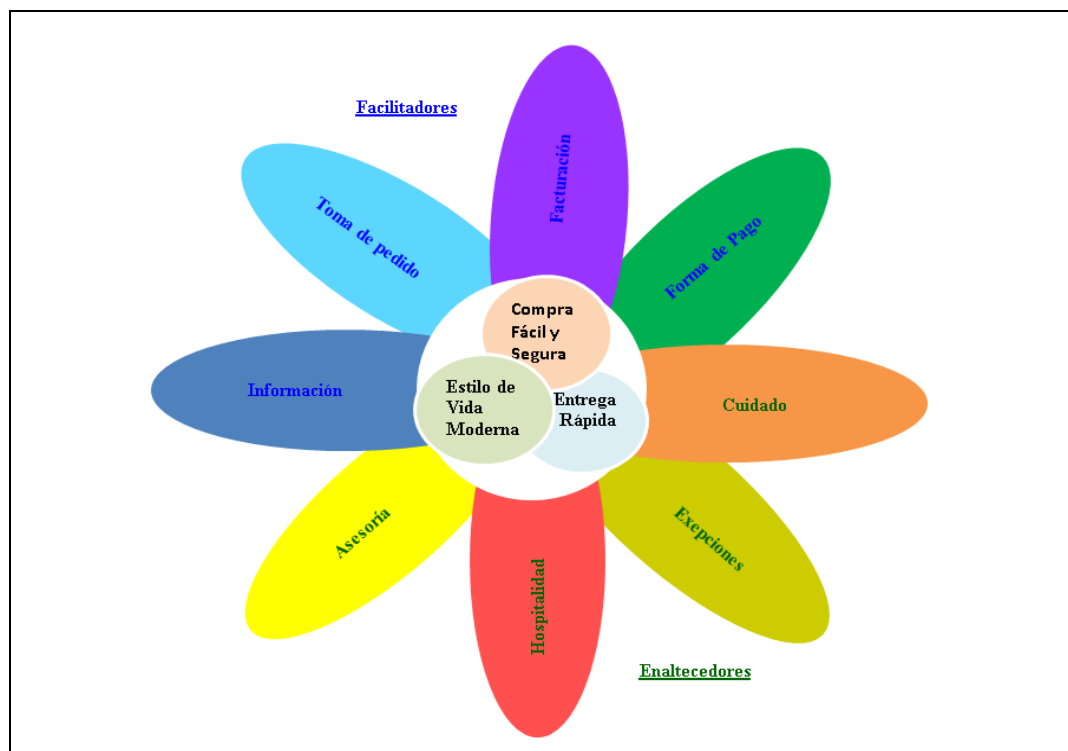 Facilitadores
Facturación
Toma de pedido
Forma de Pago
Compra
Fácil y
Segura
Información
Estilo de
Vida
Moderna
Entrega
Rápida
Cuidado
Asesoría
Exepciones
Hospitalidad
Enaltecedores